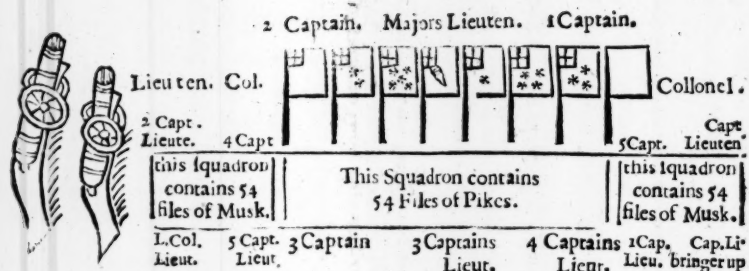 2 Captain. Majors Lieuten. 1 Captain.
Lieuten. Col. Collonel.
2 Capt. Capt
Lieute. 4 Capt 5Capt. Lieuten
this squadron
contains 54
files of Musk.
This Squadron contains
54 Files of Pikes.
this squadron
contains 54
files of Musk.
L.Col. 5 Capt. 3 Captain 3 Captains 4 Captains 1Cap. Cap.Li
Lieut. Lieut. Lieut. Lieut. Lieu. bringer up